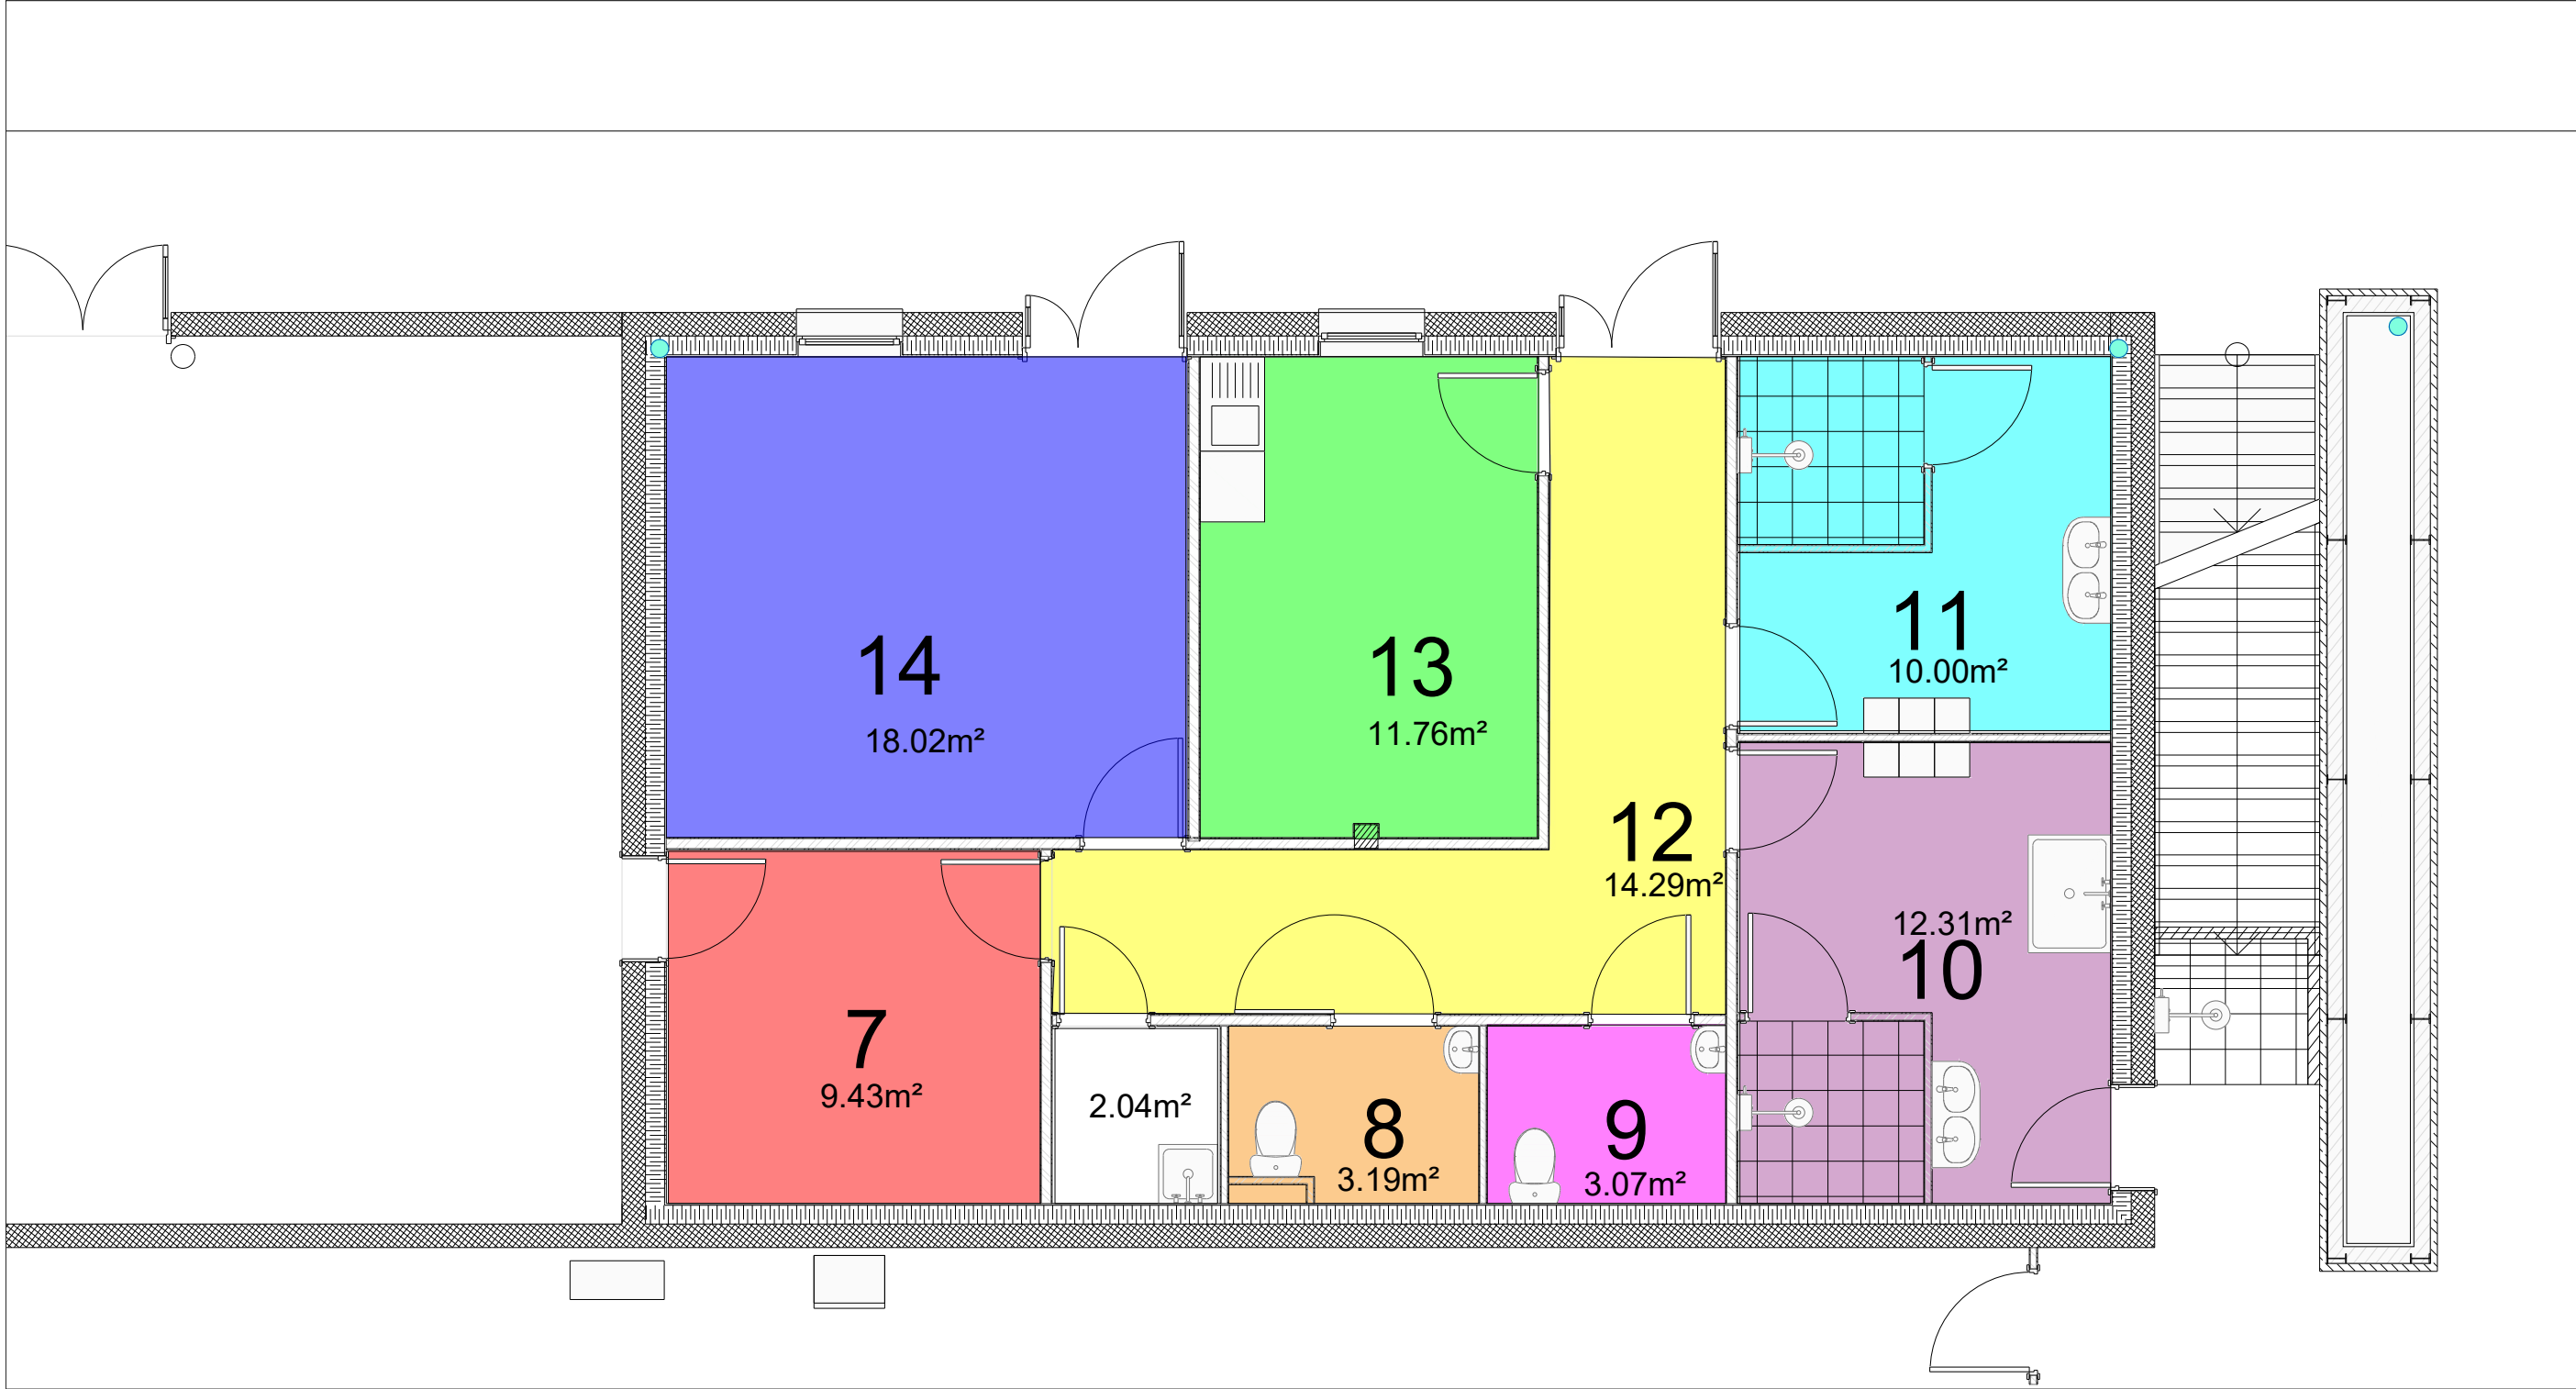 14
18.02m²
13
11.76m²
11
10.00m²
12
14.29m²
12.31m²
10
7
9.43m²
2.04m²
8
3.19m²
9
3.07m²